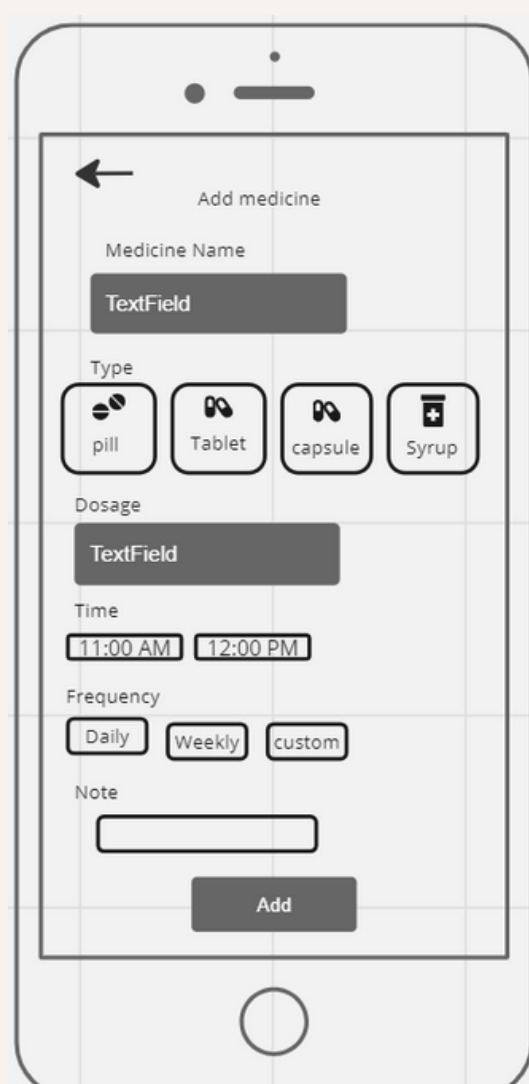 Add medicine
Medicine Name
TextField
Type
pill Tablet capsule Syrup
Dosage
TextField
Time
11:00 AM 12:00 PM
Frequency
Daily Weekly custom
Note
Add